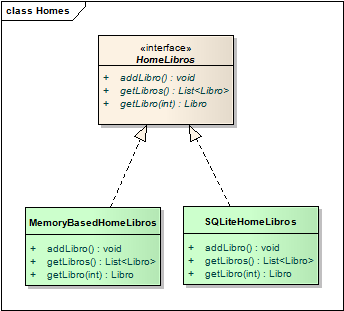 class Homes
«interface»
HomeLibros
+ addLibro() : void
+ getLibros() : List<Libro>
+ getLibro(int) : Libro
MemoryBasedHomeLibros
+ addLibro() : void
+ getLibros() : List<Libro>
+ getLibro(int) : Libro
SQLiteHomeLibros
+ addLibro() : void
+ getLibros() : List<Libro>
+ getLibro(int) : Libro